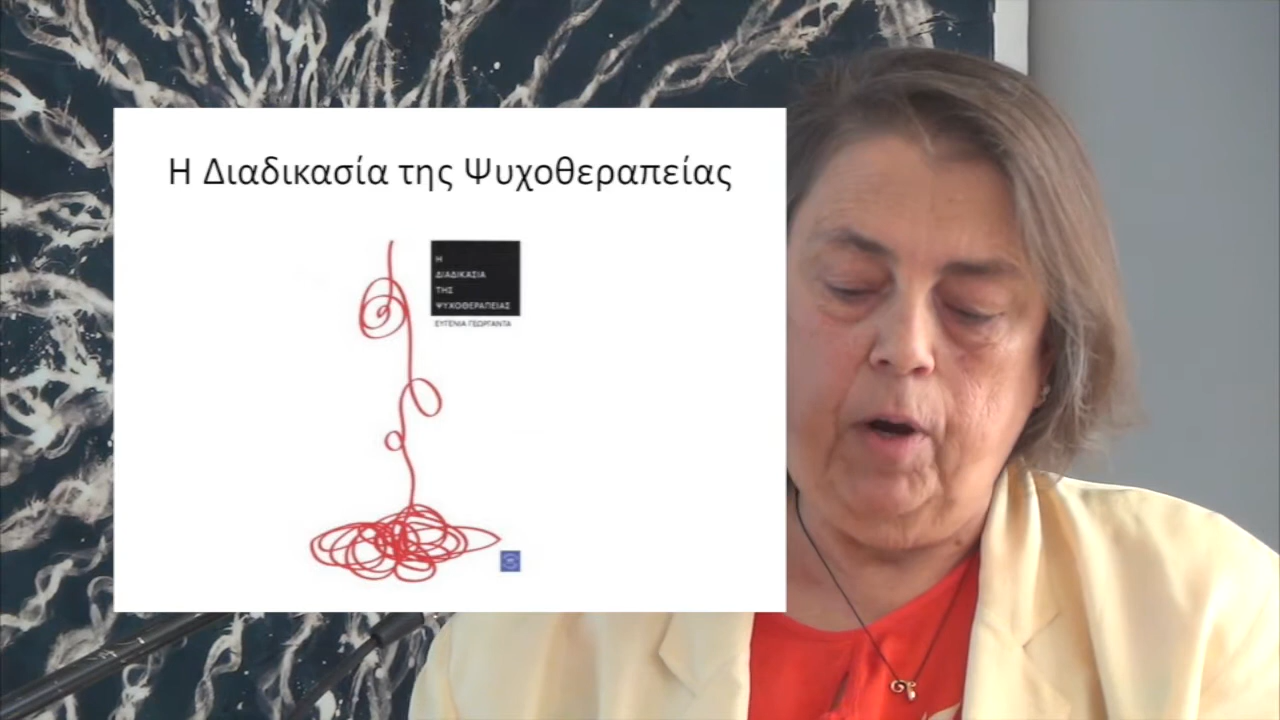 Η Διαδικασία της Ψυχοθεραπείας
Η
ΔΙΑΔΙΚΑΣΙΑ
ΤΗΣ
ΨΥΧΟΘΕΡΑΠΕΙΑΣ
ΕΥΓΕΝΙΑ ΓΕΩΡΓΑΝΤΑ